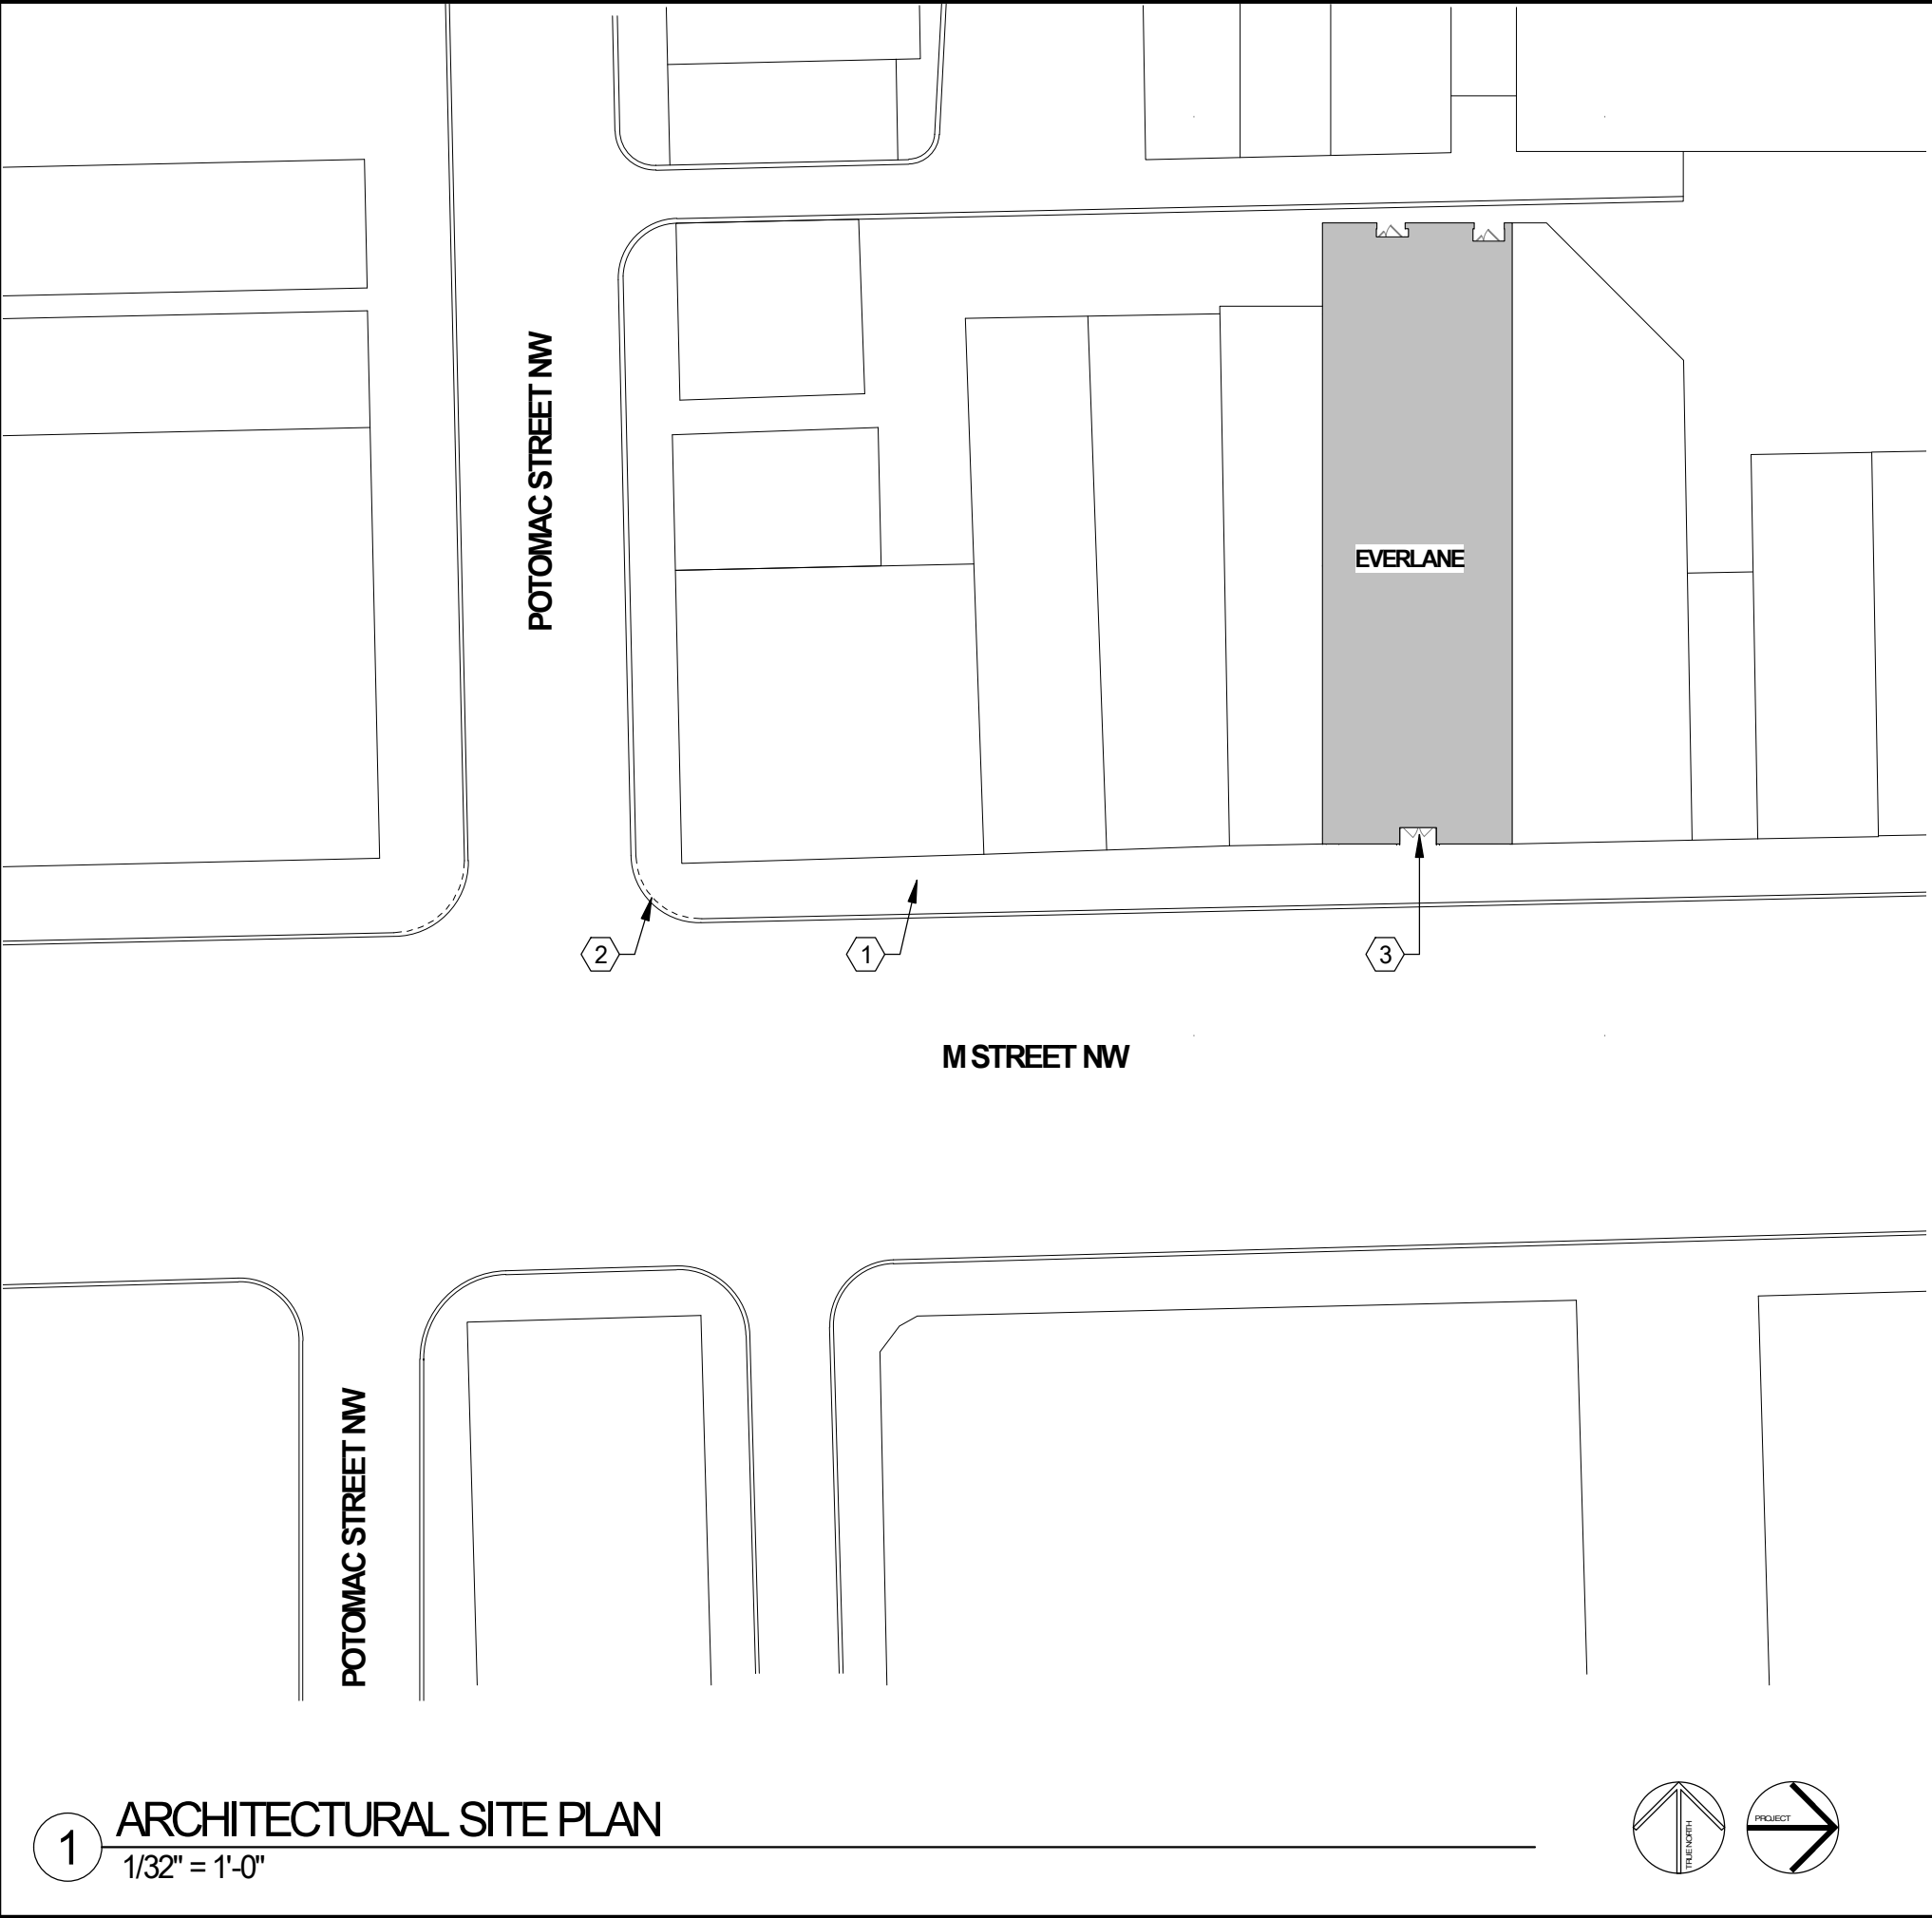 POTOMAC STREET NW
EVERLANE
2
1
3
M STREET NW
POTOMAC STREET NW
1
ARCHITECTURAL SITE PLAN
1/32" = 1'-0"
TRUE NORTH
PROJECT